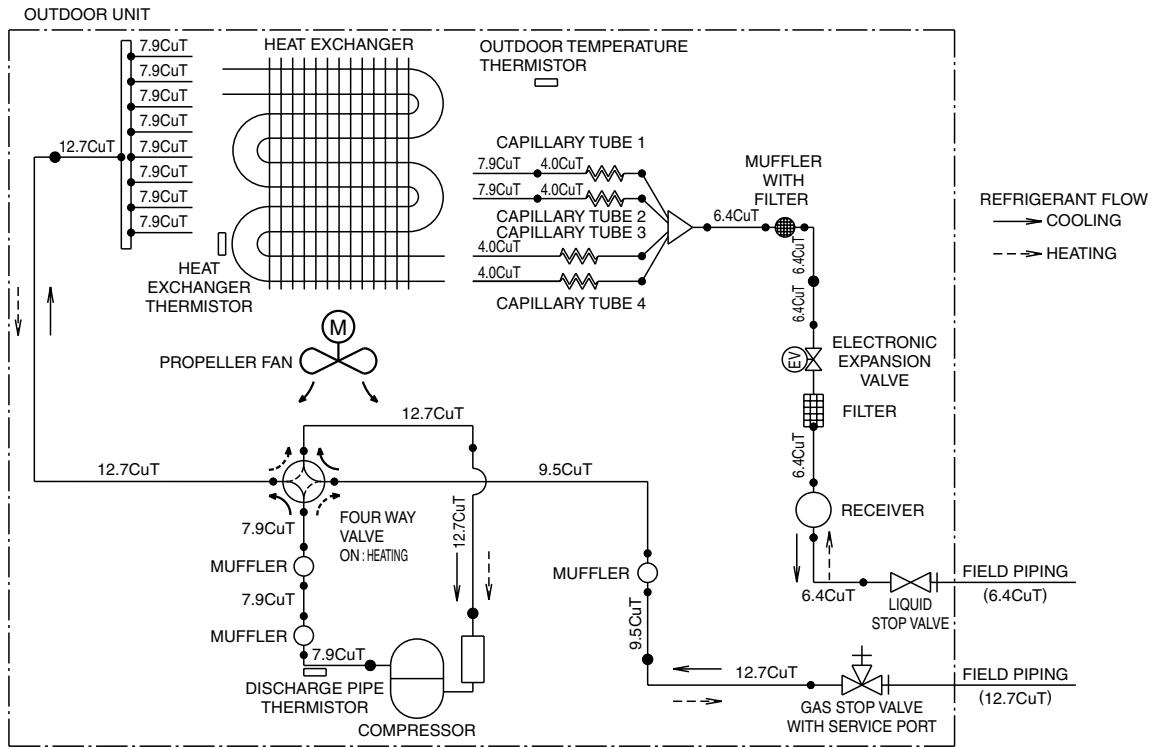 OUTDOOR UNIT
7.9CuT
7.9CuT
7.9CuT
7.9CuT
7.9CuT
7.9CuT
7.9CuT
7.9CuT
12.7CuT
HEAT EXCHANGER
OUTDOOR TEMPERATURE
THERMISTOR
HEAT
EXCHANGER
THERMISTOR
CAPILLARY TUBE 1
7.9CuT 4.0CuT
7.9CuT 4.0CuT
CAPILLARY TUBE 2
CAPILLARY TUBE 3
4.0CuT
4.0CuT
CAPILLARY TUBE 4
6.4CuT
MUFFLER
WITH
FILTER
6.4CuT
6.4CuT
REFRIGERANT FLOW
COOLING
HEATING
M
PROPELLER FAN
EV
ELECTRONIC
EXPANSION
VALVE
FILTER
6.4CuT
RECEIVER
12.7CuT
12.7CuT
9.5CuT
12.7CuT
FOUR WAY
VALVE
ON : HEATING
7.9CuT
MUFFLER
7.9CuT
MUFFLER
7.9CuT
DISCHARGE PIPE
THERMISTOR
COMPRESSOR
MUFFLER
9.5CuT
6.4CuT
LIQUID
STOP VALVE
FIELD PIPING
(6.4CuT)
12.7CuT
GAS STOP VALVE
WITH SERVICE PORT
FIELD PIPING
(12.7CuT)